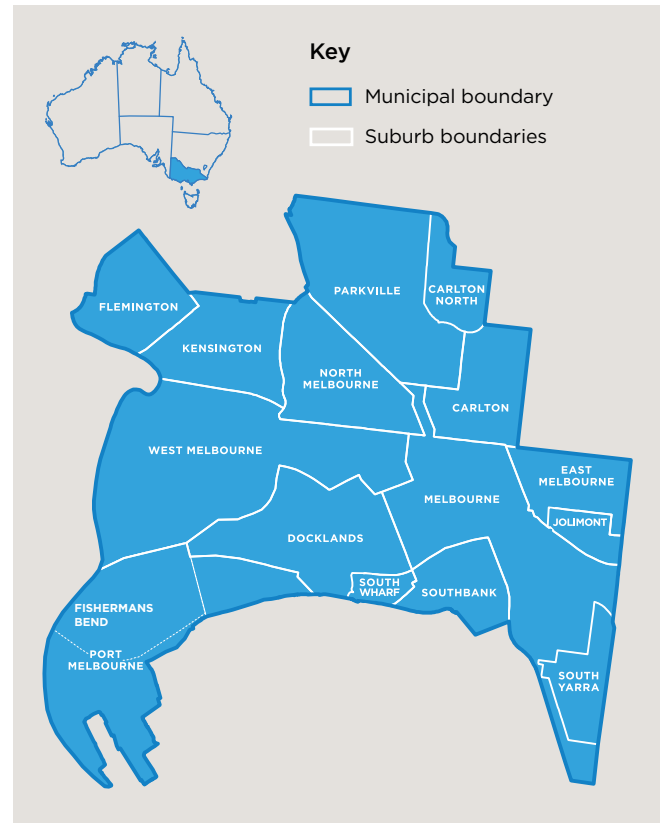 Key
Municipal boundary
Suburb boundaries
PARKVILLE
CARLTON
NORTH
FLEMINGTON
KENSINGTON
NORTH
MELBOURNE
CARLTON
WEST MELBOURNE
EAST
MELBOURNE
MELBOURNE
JOLIMONT
DOCKLANDS
SOUTH
WHARF
SOUTHBANK
FISHERMANS
BEND
PORT
MELBOURNE
SOUTH
YARRA